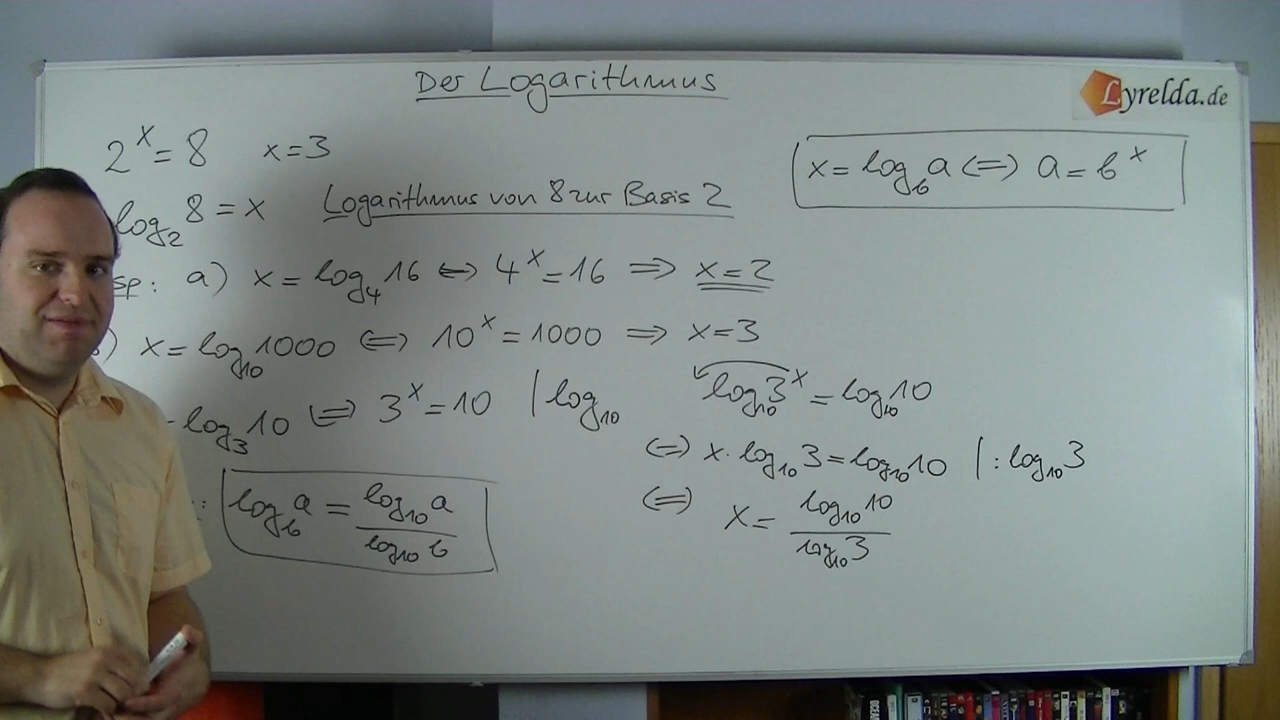 Der Logarithmus
Lyrelda.de
2^x = 8 x = 3
x = log_b a ⇔ a = b^x
log_2 8 = x Logarithmus von 8 zur Basis 2
sp: a) x = log_4 16 ⇔ 4^x = 16 ⇒ x = 2
) x = log_10 1000 ⇔ 10^x = 1000 ⇒ x = 3
log_3 10 ⇔ 3^x = 10 | log_10
log_10 3^x = log_10 10
⇔ x · log_10 3 = log_10 10 | : log_10 3
: log_b a = log_10 a / log_10 b
⇔ x = log_10 10 / log_10 3